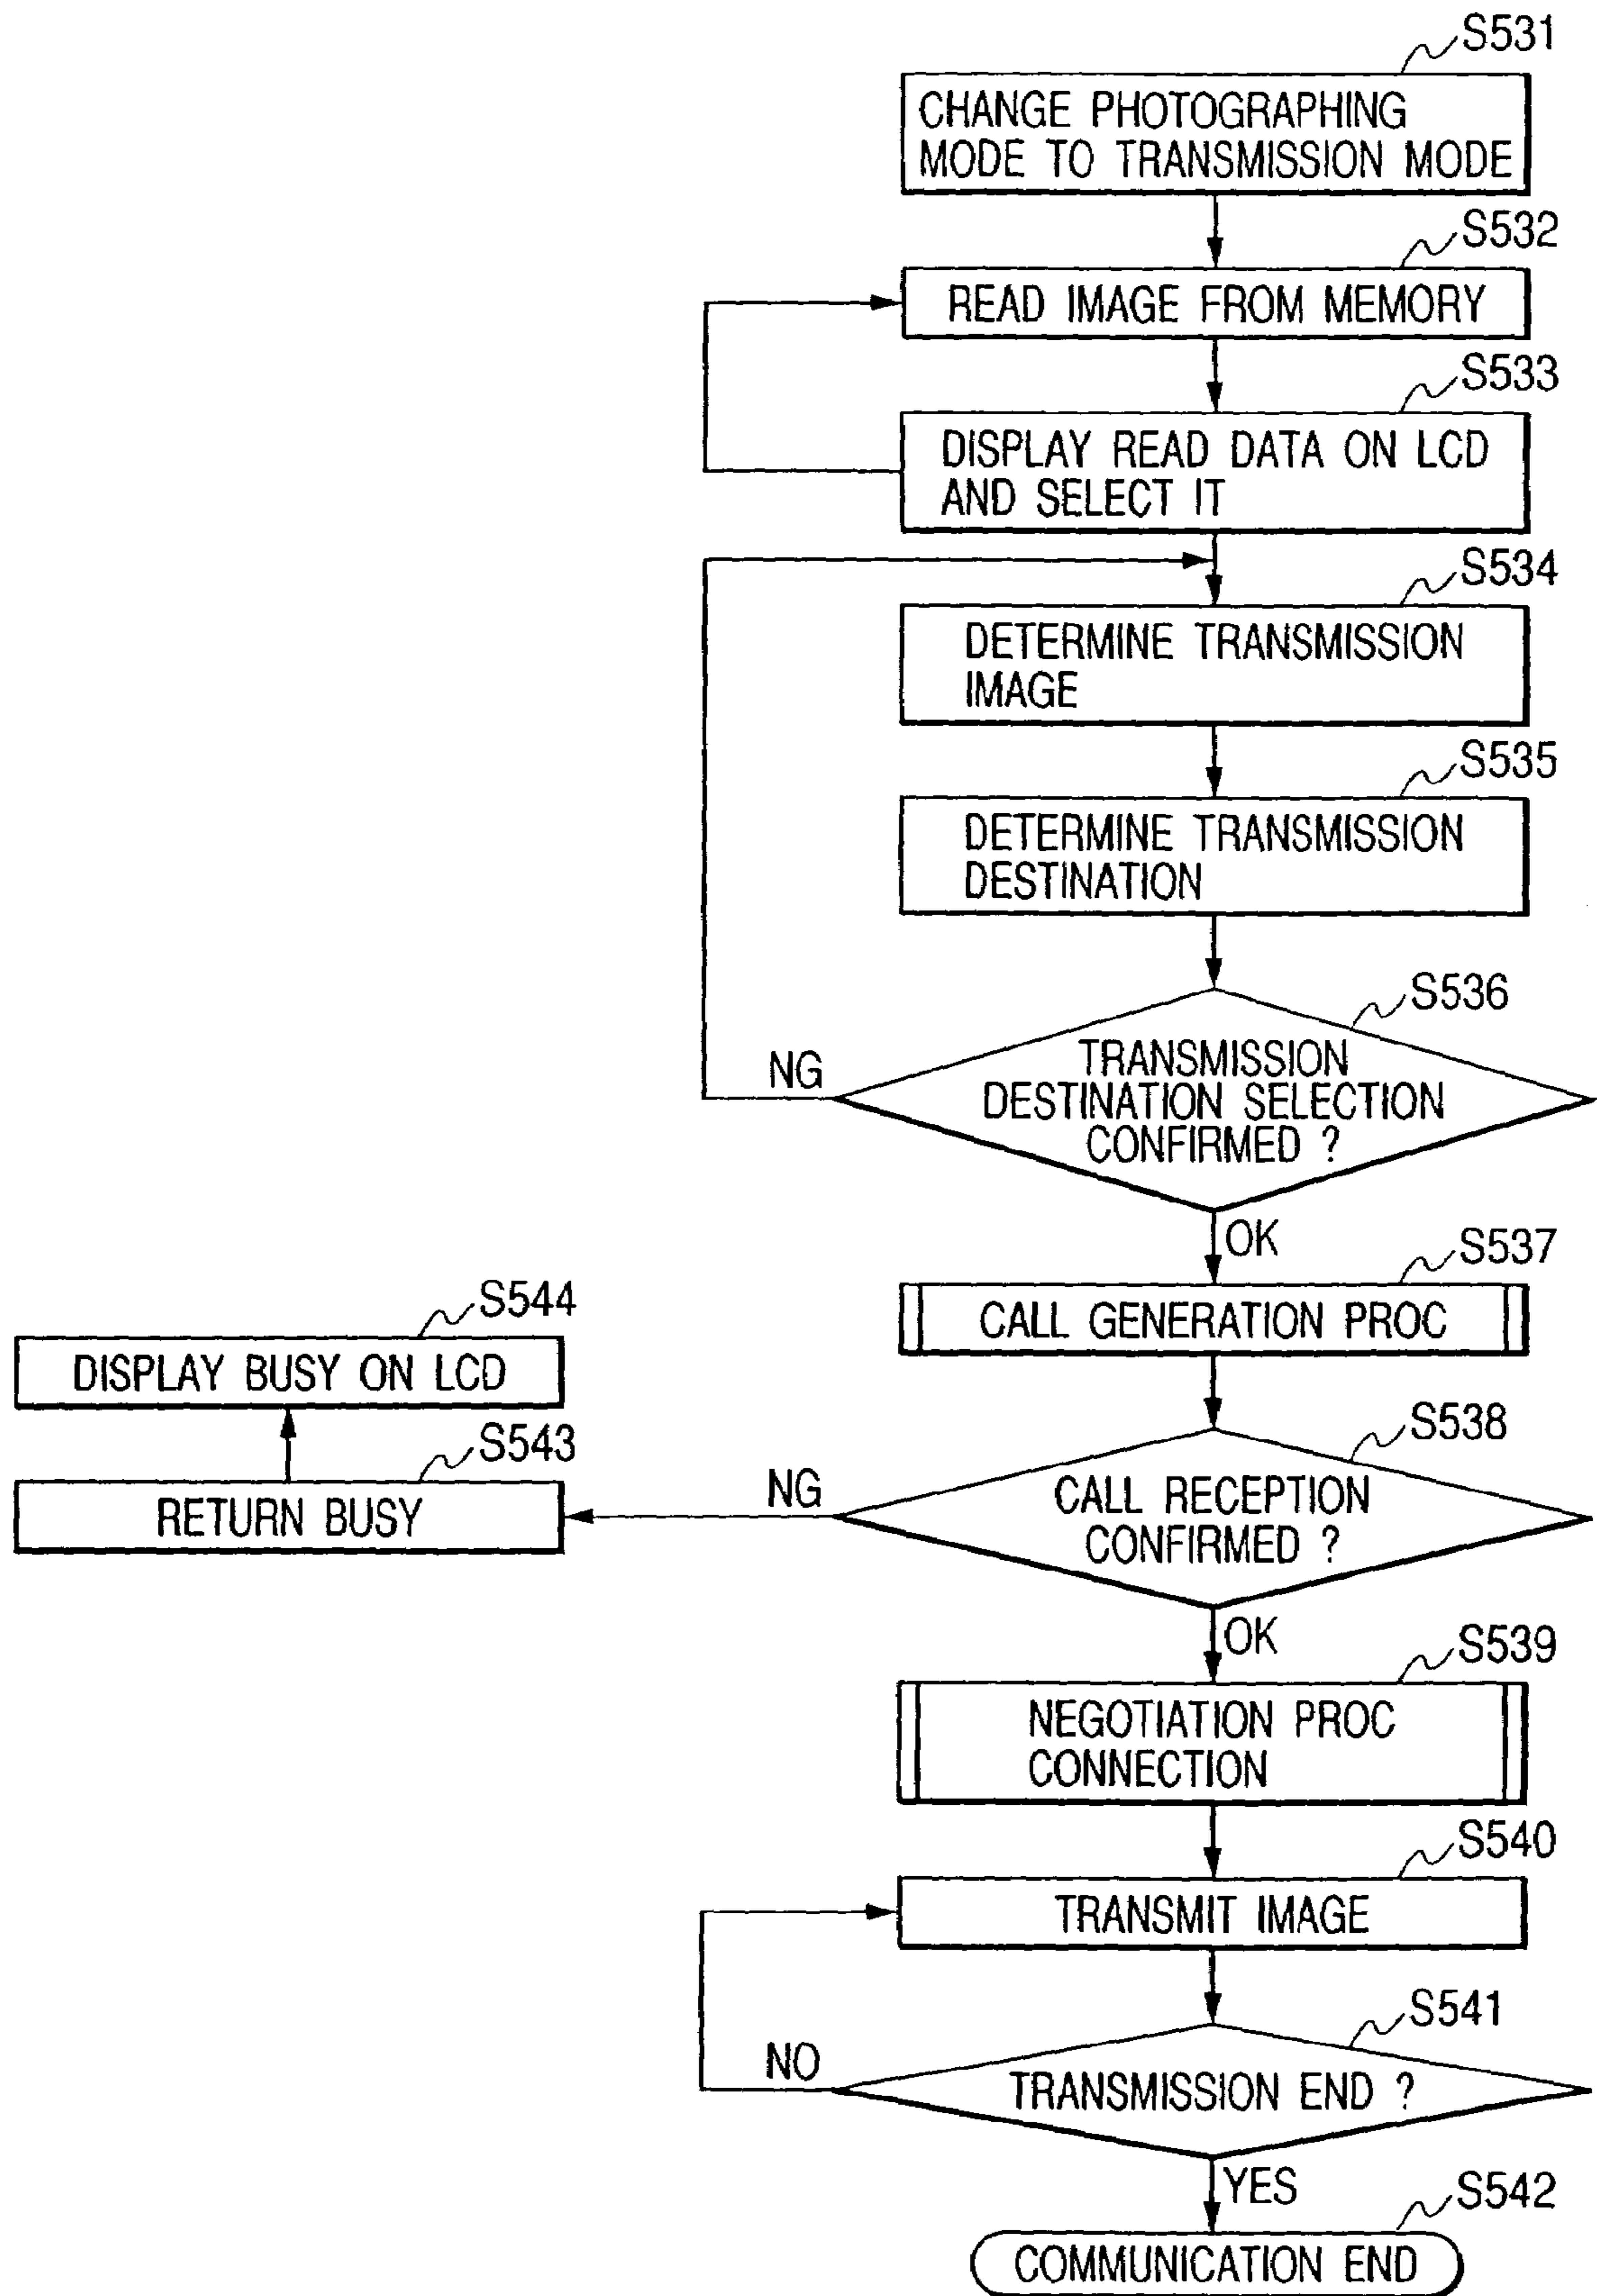 S531
CHANGE PHOTOGRAPHING
MODE TO TRANSMISSION MODE
S532
READ IMAGE FROM MEMORY
S533
DISPLAY READ DATA ON LCD
AND SELECT IT
S534
DETERMINE TRANSMISSION
IMAGE
S535
DETERMINE TRANSMISSION
DESTINATION
S536
TRANSMISSION
DESTINATION SELECTION
CONFIRMED ?
NG
OK
S537
CALL GENERATION PROC
S538
CALL RECEPTION
CONFIRMED ?
NG
S543
RETURN BUSY
S544
DISPLAY BUSY ON LCD
OK
S539
NEGOTIATION PROC
CONNECTION
S540
TRANSMIT IMAGE
S541
TRANSMISSION END ?
NO
YES
S542
COMMUNICATION END